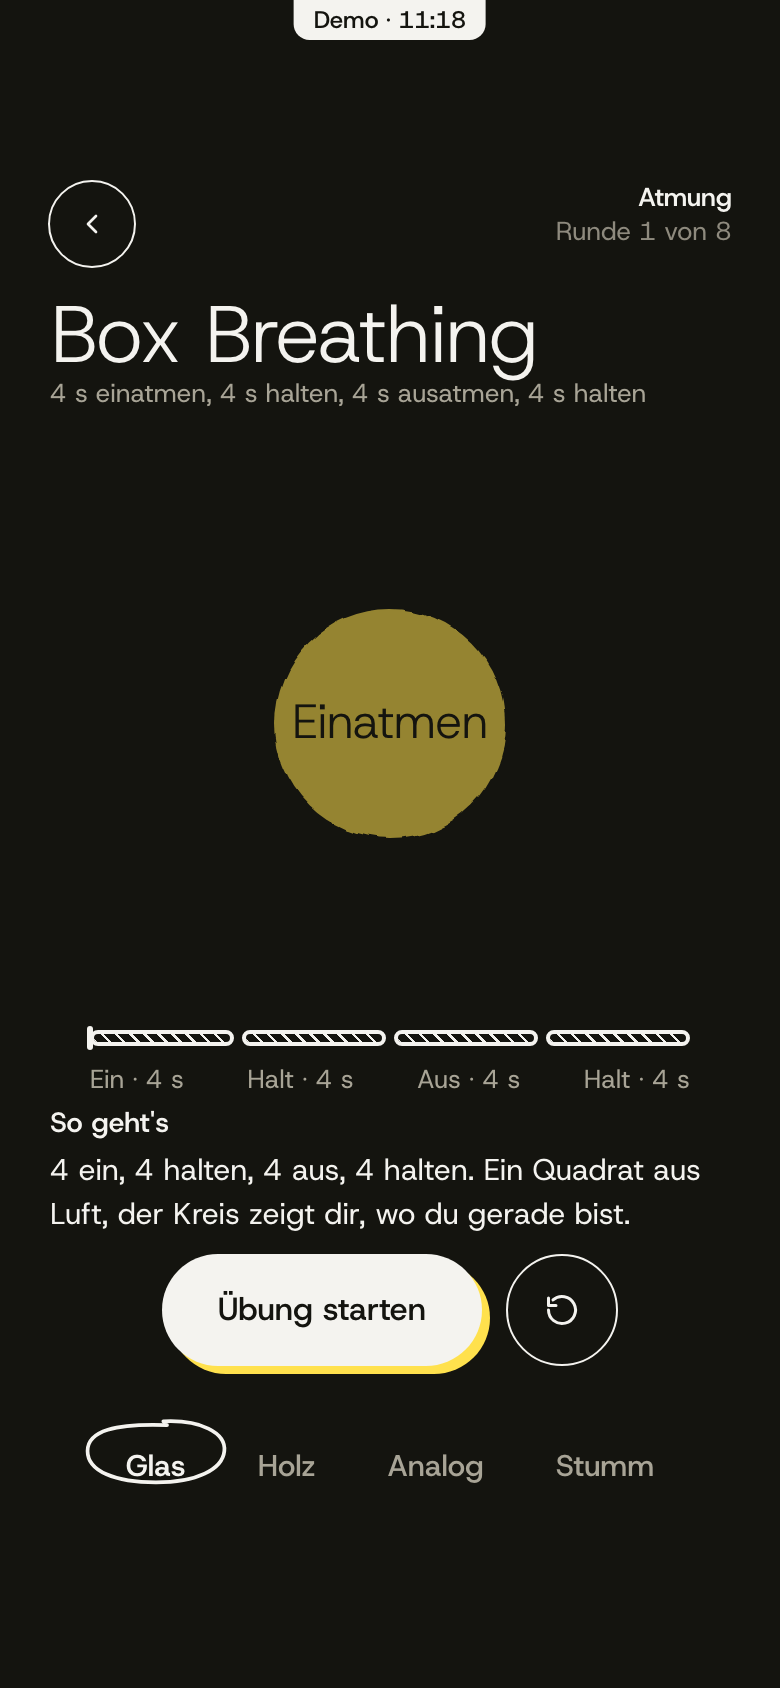 Demo · 11:18
Atmung
Runde 1 von 8
Box Breathing
4 s einatmen, 4 s halten, 4 s ausatmen, 4 s halten
Einatmen
Ein · 4 s Halt · 4 s Aus · 4 s Halt · 4 s
So geht's
4 ein, 4 halten, 4 aus, 4 halten. Ein Quadrat aus
Luft, der Kreis zeigt dir, wo du gerade bist.
Übung starten
Glas Holz Analog Stumm